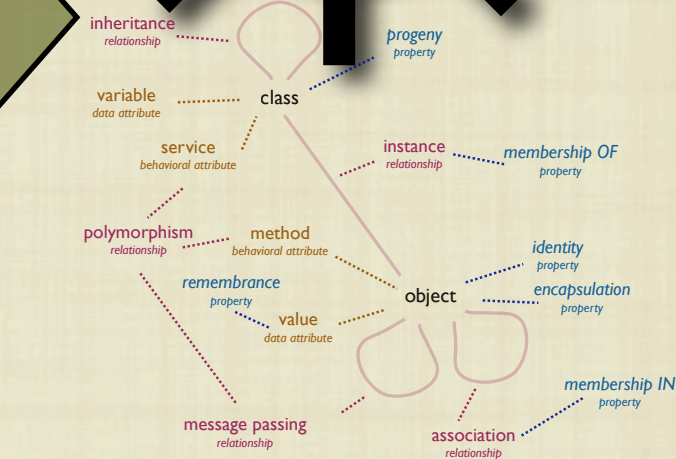 inheritance
relationship
progeny
property
variable
data attribute
class
service
behavioral attribute
instance
relationship
membership OF
property
polymorphism
relationship
method
behavioral attribute
identity
property
remembrance
property
encapsulation
property
object
value
data attribute
membership IN
property
message passing
relationship
association
relationship